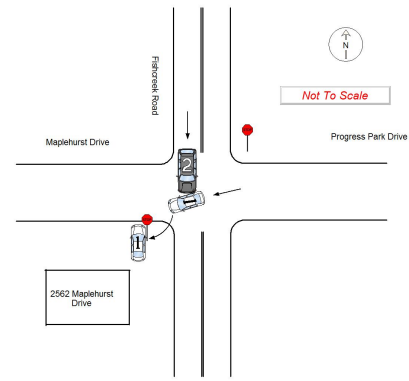 Fishcreek Road
N
Not To Scale
Maplehurst Drive
Progress Park Drive
2
1
1
2562 Maplehurst
Drive